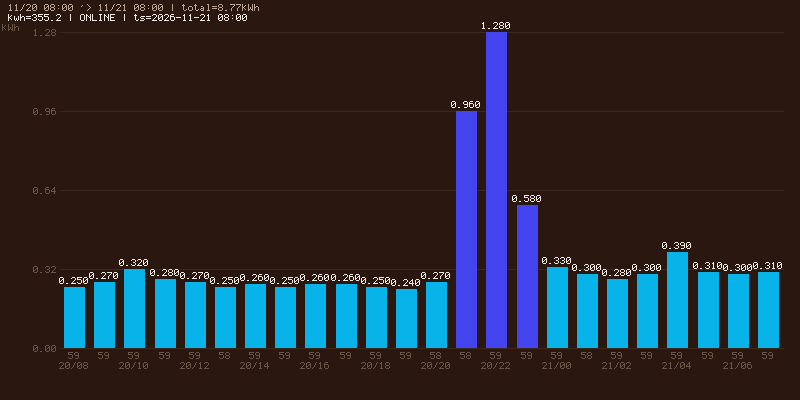 11/20 08:00 -> 11/21 08:00 | total=8.77kWh
Kwh=355.2 | ONLINE | ts=2026-11-21 08:00
kWh
1.28
0.96
0.64
0.32
0.00
0.250 0.270 0.320 0.280 0.270 0.250 0.260 0.250 0.260 0.260 0.250 0.240 0.270 0.960 1.280 0.580 0.330 0.300 0.280 0.300 0.390 0.310 0.300 0.310
59 59 59 59 59 58 59 59 59 59 59 59 58 58 59 59 59 58 59 59 59 59 59 59
20/08 20/10 20/12 20/14 20/16 20/18 20/20 20/22 21/00 21/02 21/04 21/06